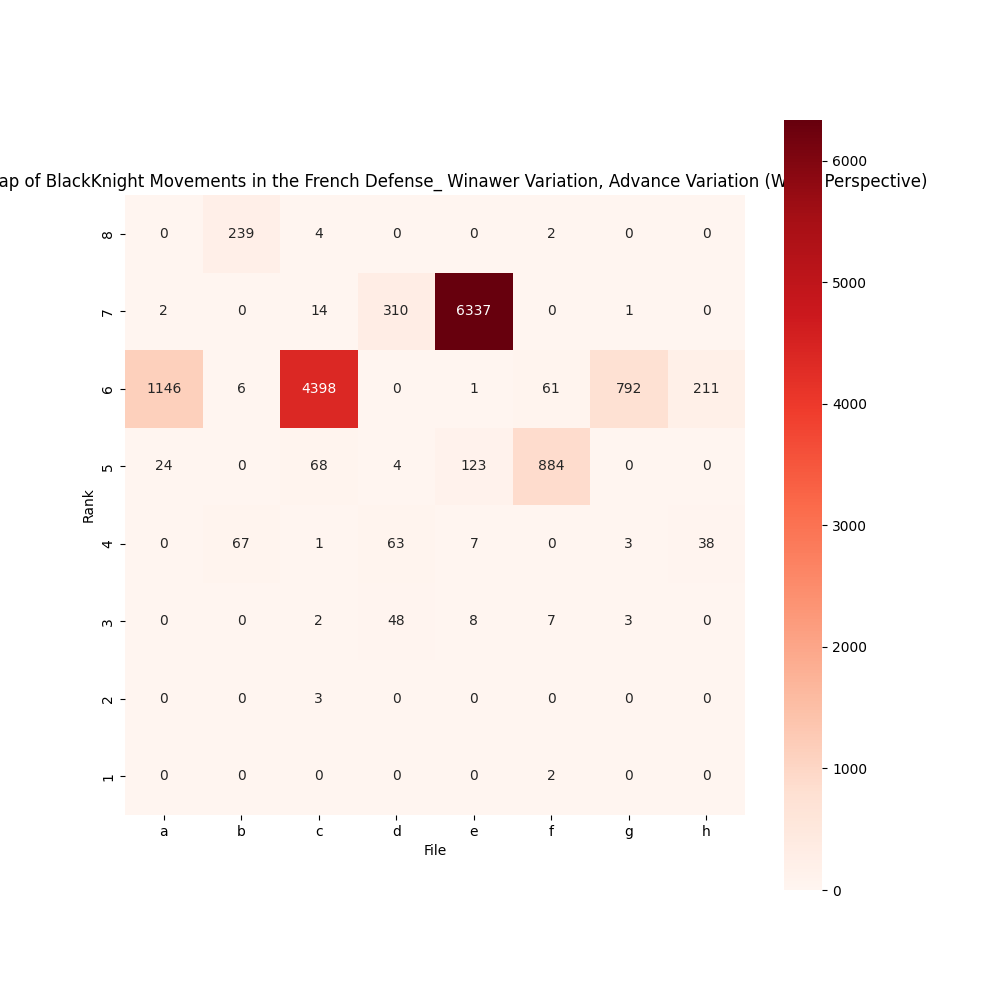 ap of BlackKnight Movements in the French Defense_ Winawer Variation, Advance Variation (W Perspective)
8 0 239 4 0 0 2 0 0
7 2 0 14 310 6337 0 1 0
6 1146 6 4398 0 1 61 792 211
5 24 0 68 4 123 884 0 0
4 0 67 1 63 7 0 3 38
3 0 0 2 48 8 7 3 0
2 0 0 3 0 0 0 0 0
1 0 0 0 0 0 2 0 0
a b c d e f g h
Rank
File
6000
5000
4000
3000
2000
1000
0